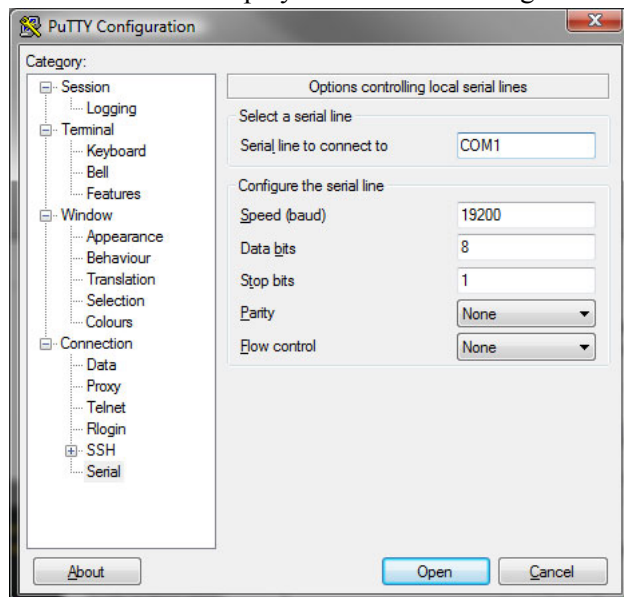 PuTTY Configuration
Category:
Session
Logging
Terminal
Keyboard
Bell
Features
Window
Appearance
Behaviour
Translation
Selection
Colours
Connection
Data
Proxy
Telnet
Rlogin
SSH
Serial
Options controlling local serial lines
Select a serial line
Serial line to connect to COM1
Configure the serial line
Speed (baud) 19200
Data bits 8
Stop bits 1
Parity None
Flow control None
About
Open
Cancel